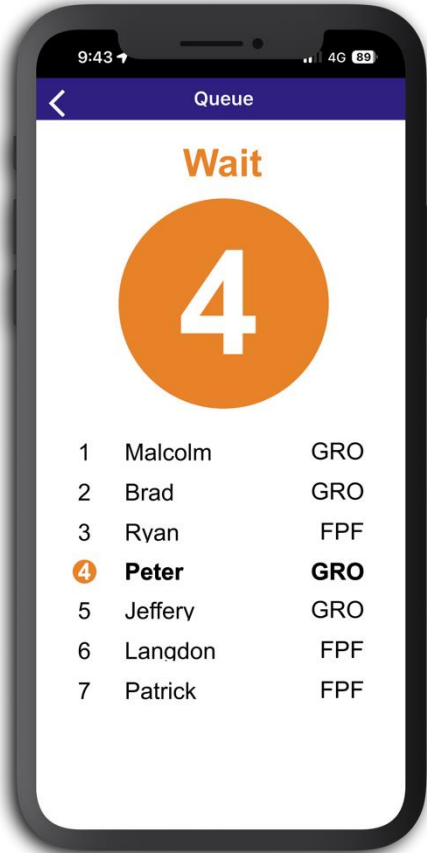 9:43 4G 89
Queue
Wait
4
1 Malcolm GRO
2 Brad GRO
3 Ryan FPF
4 Peter GRO
5 Jeffery GRO
6 Langdon FPF
7 Patrick FPF